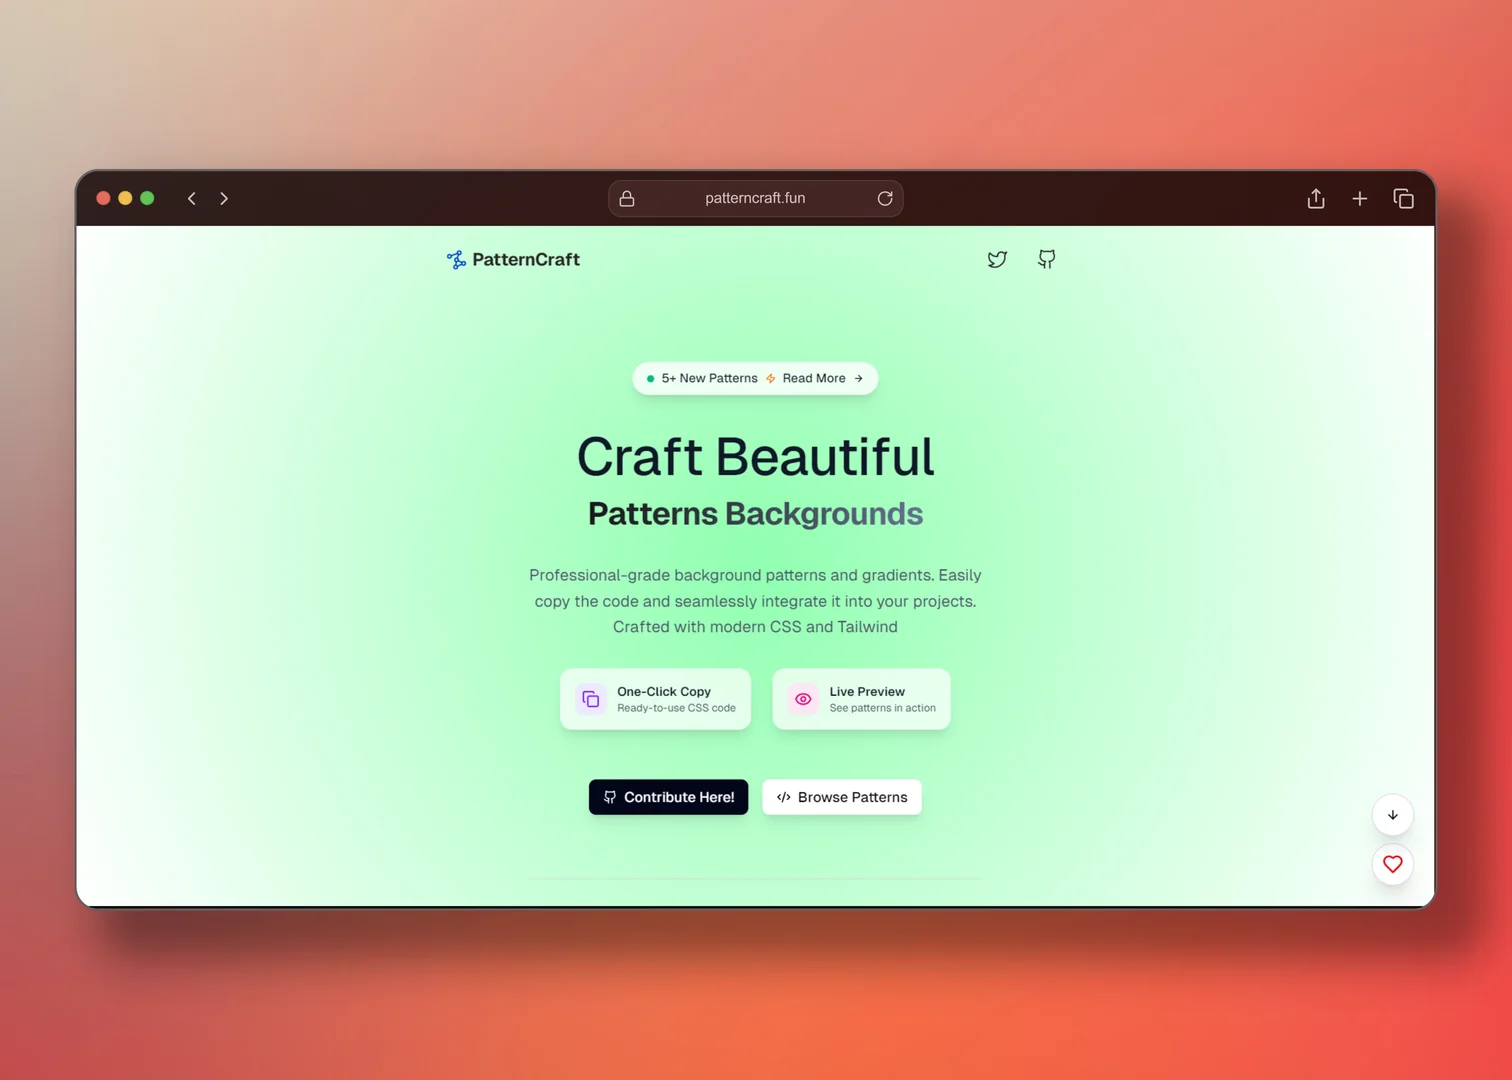 patterncraft.fun
PatternCraft
5+ New Patterns Read More →
Craft Beautiful
Patterns Backgrounds
Professional-grade background patterns and gradients. Easily
copy the code and seamlessly integrate it into your projects.
Crafted with modern CSS and Tailwind
One-Click Copy
Ready-to-use CSS code
Live Preview
See patterns in action
Contribute Here!
</> Browse Patterns